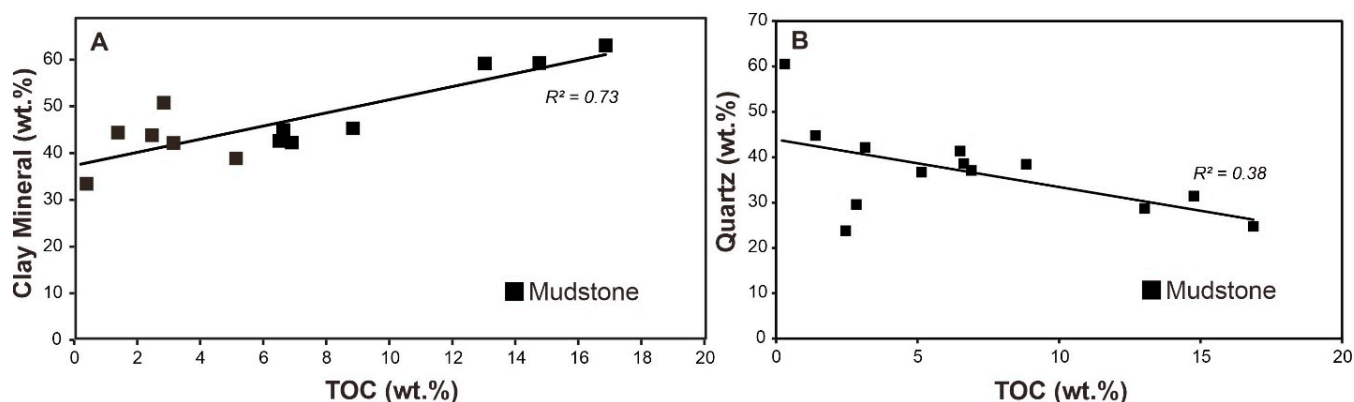 A
Clay Mineral (wt.%)
60
50
40
30
20
10
0
R² = 0.73
Mudstone
0 2 4 6 8 10 12 14 16 18 20
TOC (wt.%)
B
Quartz (wt.%)
70
60
50
40
30
20
10
0
R² = 0.38
Mudstone
0 5 10 15 20
TOC (wt.%)